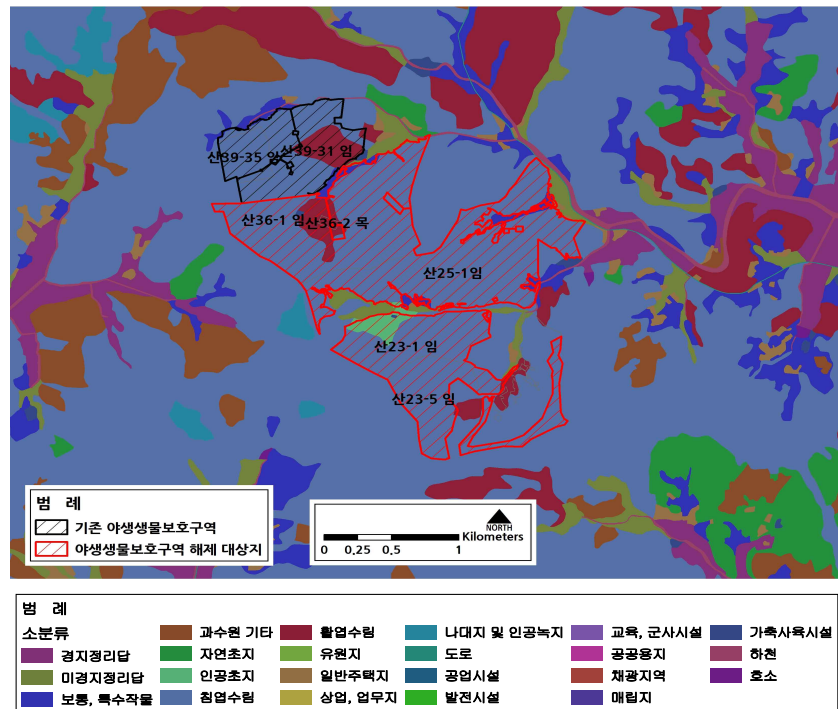 산39-35 임
산39-31 임
산36-1 임
산36-2 목
산25-1임
산23-1 임
산23-5 임
범 례
기존 야생생물보호구역
야생생물보호구역 해제 대상지
NORTH
Kilometers
0 0.25 0.5 1
범 례
소분류
경지정리답
미경지정리답
보통, 특수작물
과수원 기타
자연초지
인공초지
침엽수림
활엽수림
유원지
일반주택지
상업, 업무지
나대지 및 인공녹지
도로
공업시설
발전시설
교육, 군사시설
공공용지
채광지역
매립지
가축사육시설
하천
호소